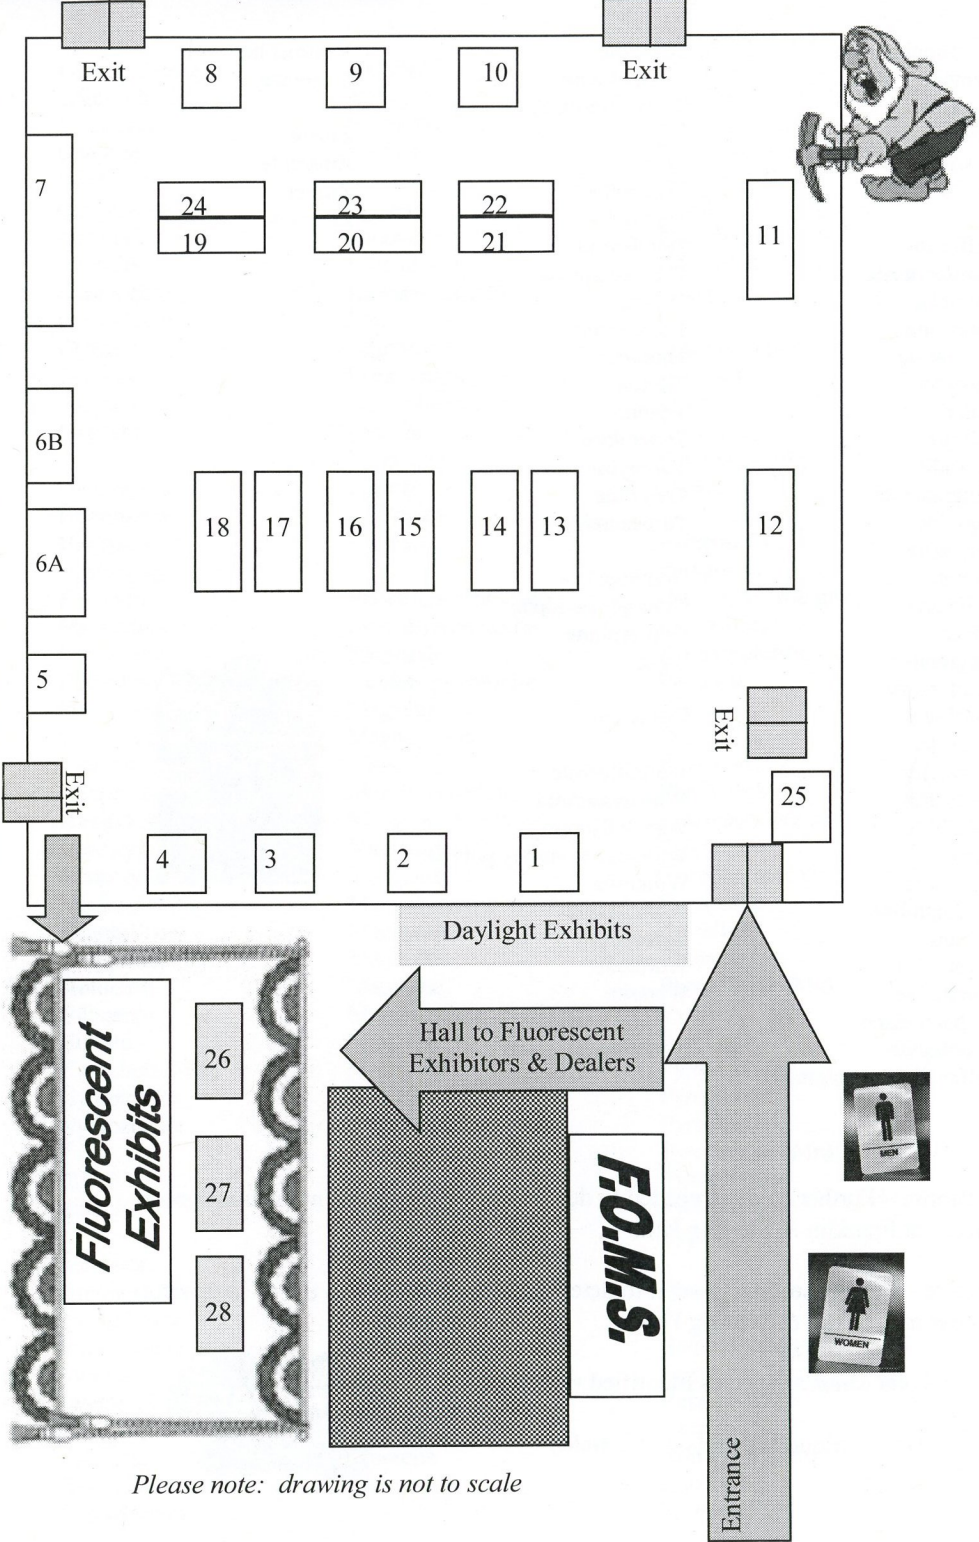 Exit
Exit
8
9
10
7
24
23
22
19
20
21
11
6B
18
17
16
15
14
13
12
6A
5
Exit
Exit
25
4
3
2
1
Daylight Exhibits
Hall to Fluorescent
Exhibitors & Dealers
Fluorescent
Exhibits
26
27
28
F.O.M.S.
MEN
WOMEN
Entrance
Please note: drawing is not to scale